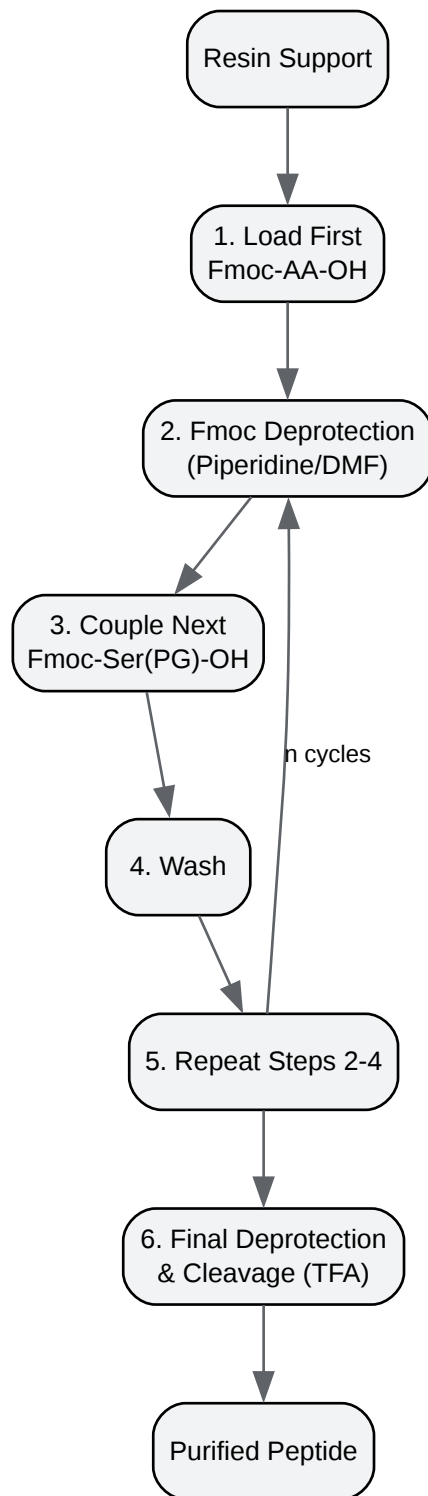 Resin Support
1. Load First
Fmoc-AA-OH
2. Fmoc Deprotection
(Piperidine/DMF)
3. Couple Next
Fmoc-Ser(PG)-OH
n cycles
4. Wash
5. Repeat Steps 2-4
6. Final Deprotection
& Cleavage (TFA)
Purified Peptide